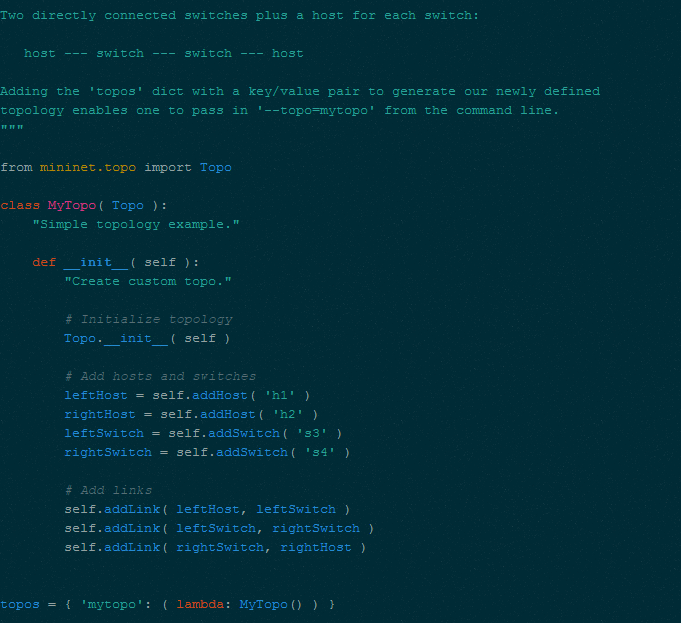 Two directly connected switches plus a host for each switch:
host --- switch --- switch --- host
Adding the 'topos' dict with a key/value pair to generate our newly defined
topology enables one to pass in '--topo=mytopo' from the command line.
"""
from mininet.topo import Topo
class MyTopo( Topo ):
    "Simple topology example."
    def __init__( self ):
        "Create custom topo."
        # Initialize topology
        Topo.__init__( self )
        # Add hosts and switches
        leftHost = self.addHost( 'h1' )
        rightHost = self.addHost( 'h2' )
        leftSwitch = self.addSwitch( 's3' )
        rightSwitch = self.addSwitch( 's4' )
        # Add links
        self.addLink( leftHost, leftSwitch )
        self.addLink( leftSwitch, rightSwitch )
        self.addLink( rightSwitch, rightHost )
topos = { 'mytopo': ( lambda: MyTopo() ) }